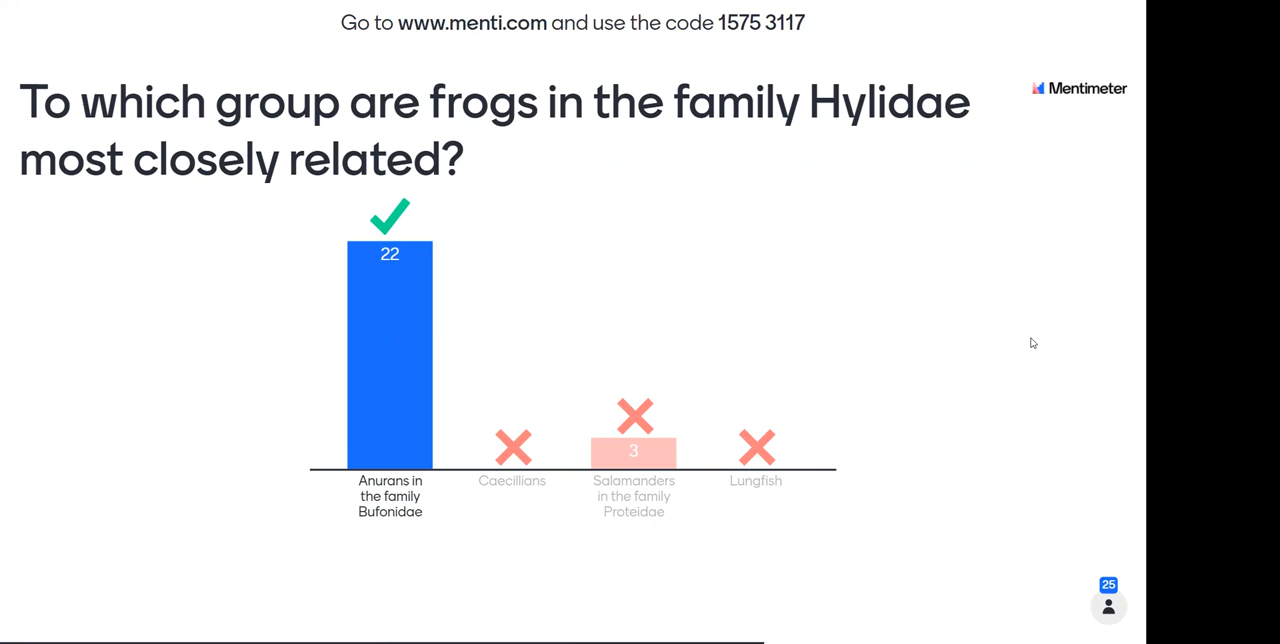 Go to www.menti.com and use the code 1575 3117
Mentimeter
To which group are frogs in the family Hylidae
most closely related?
22
3
Anurans in
the family
Bufonidae
Caecillians
Salamanders
in the family
Proteidae
Lungfish
25